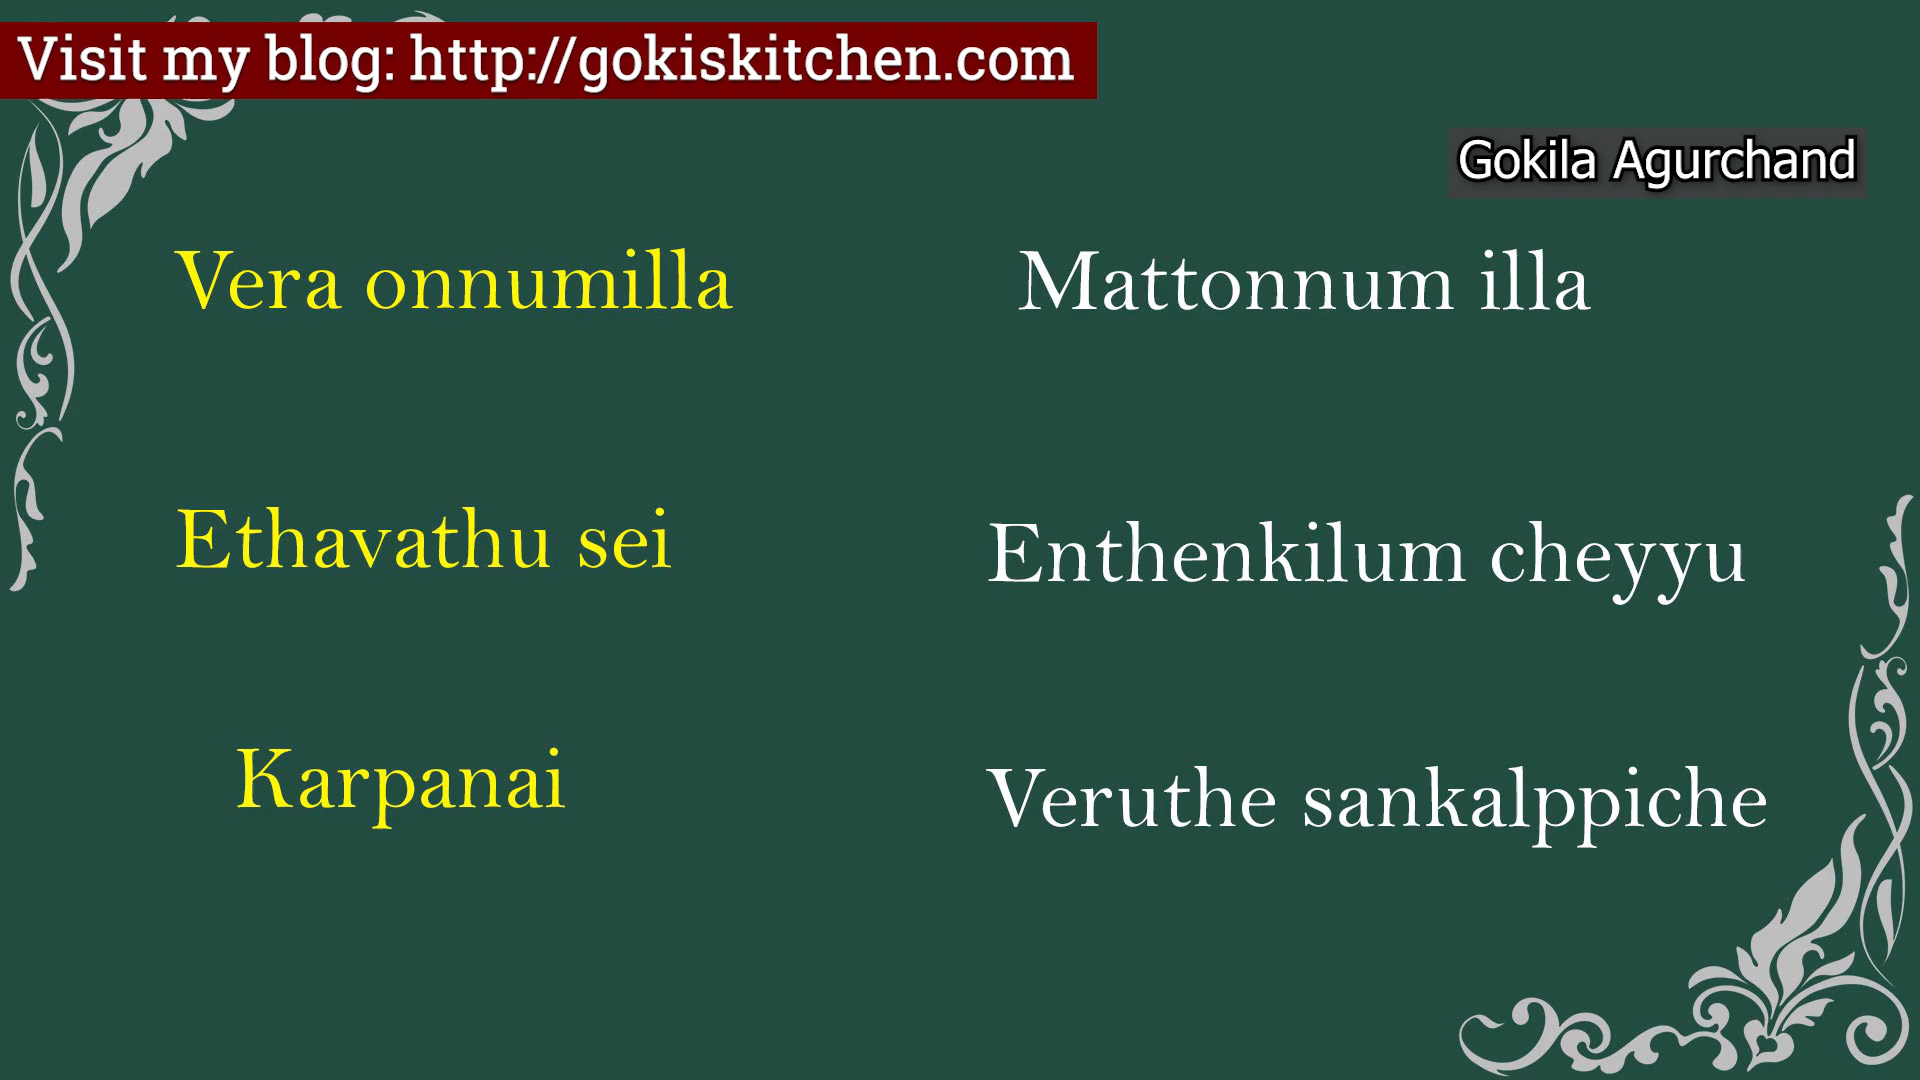 Visit my blog: http://gokiskitchen.com
Gokila Agurchand
Vera onnumilla
Mattonnum illa
Ethavathu sei
Enthenkilum cheyyu
Karpanai
Veruthe sankalppiche